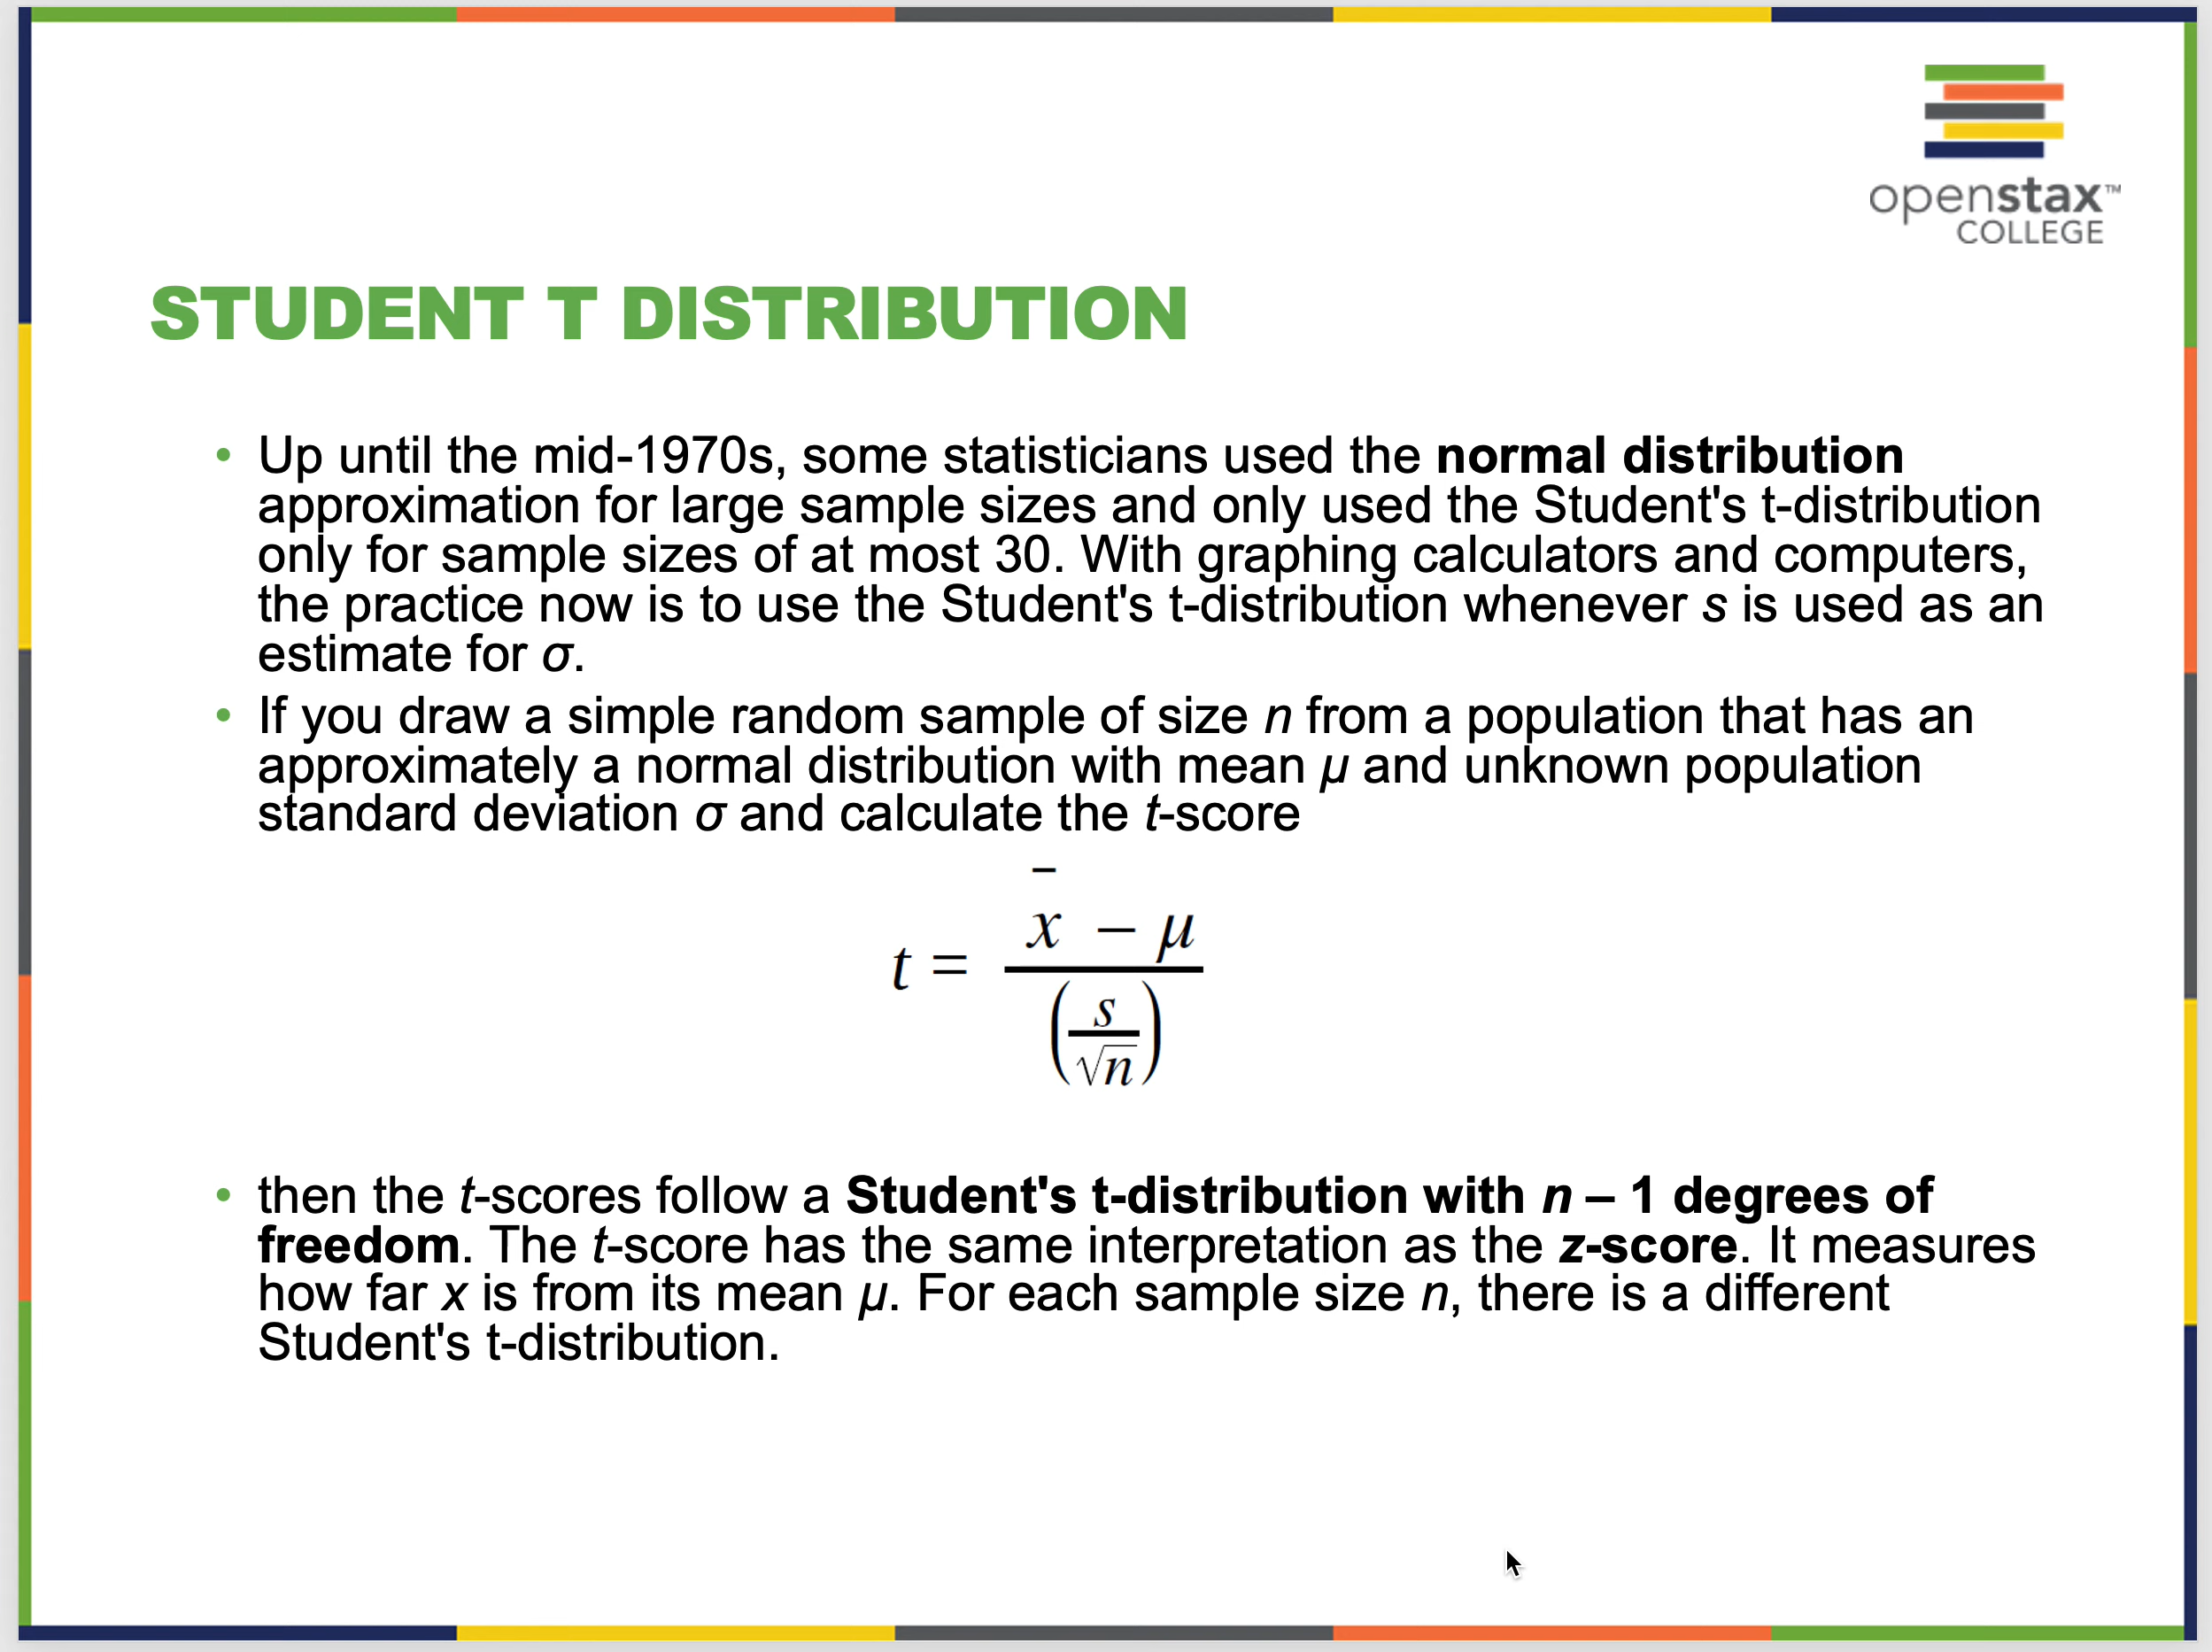 openstax™
COLLEGE
STUDENT T DISTRIBUTION
• Up until the mid-1970s, some statisticians used the normal distribution
approximation for large sample sizes and only used the Student's t-distribution
only for sample sizes of at most 30. With graphing calculators and computers,
the practice now is to use the Student's t-distribution whenever s is used as an
estimate for σ.
• If you draw a simple random sample of size n from a population that has an
approximately a normal distribution with mean μ and unknown population
standard deviation σ and calculate the t-score
t = (x̄ – μ) / (s/√n)
• then the t-scores follow a Student's t-distribution with n – 1 degrees of
freedom. The t-score has the same interpretation as the z-score. It measures
how far x is from its mean μ. For each sample size n, there is a different
Student's t-distribution.